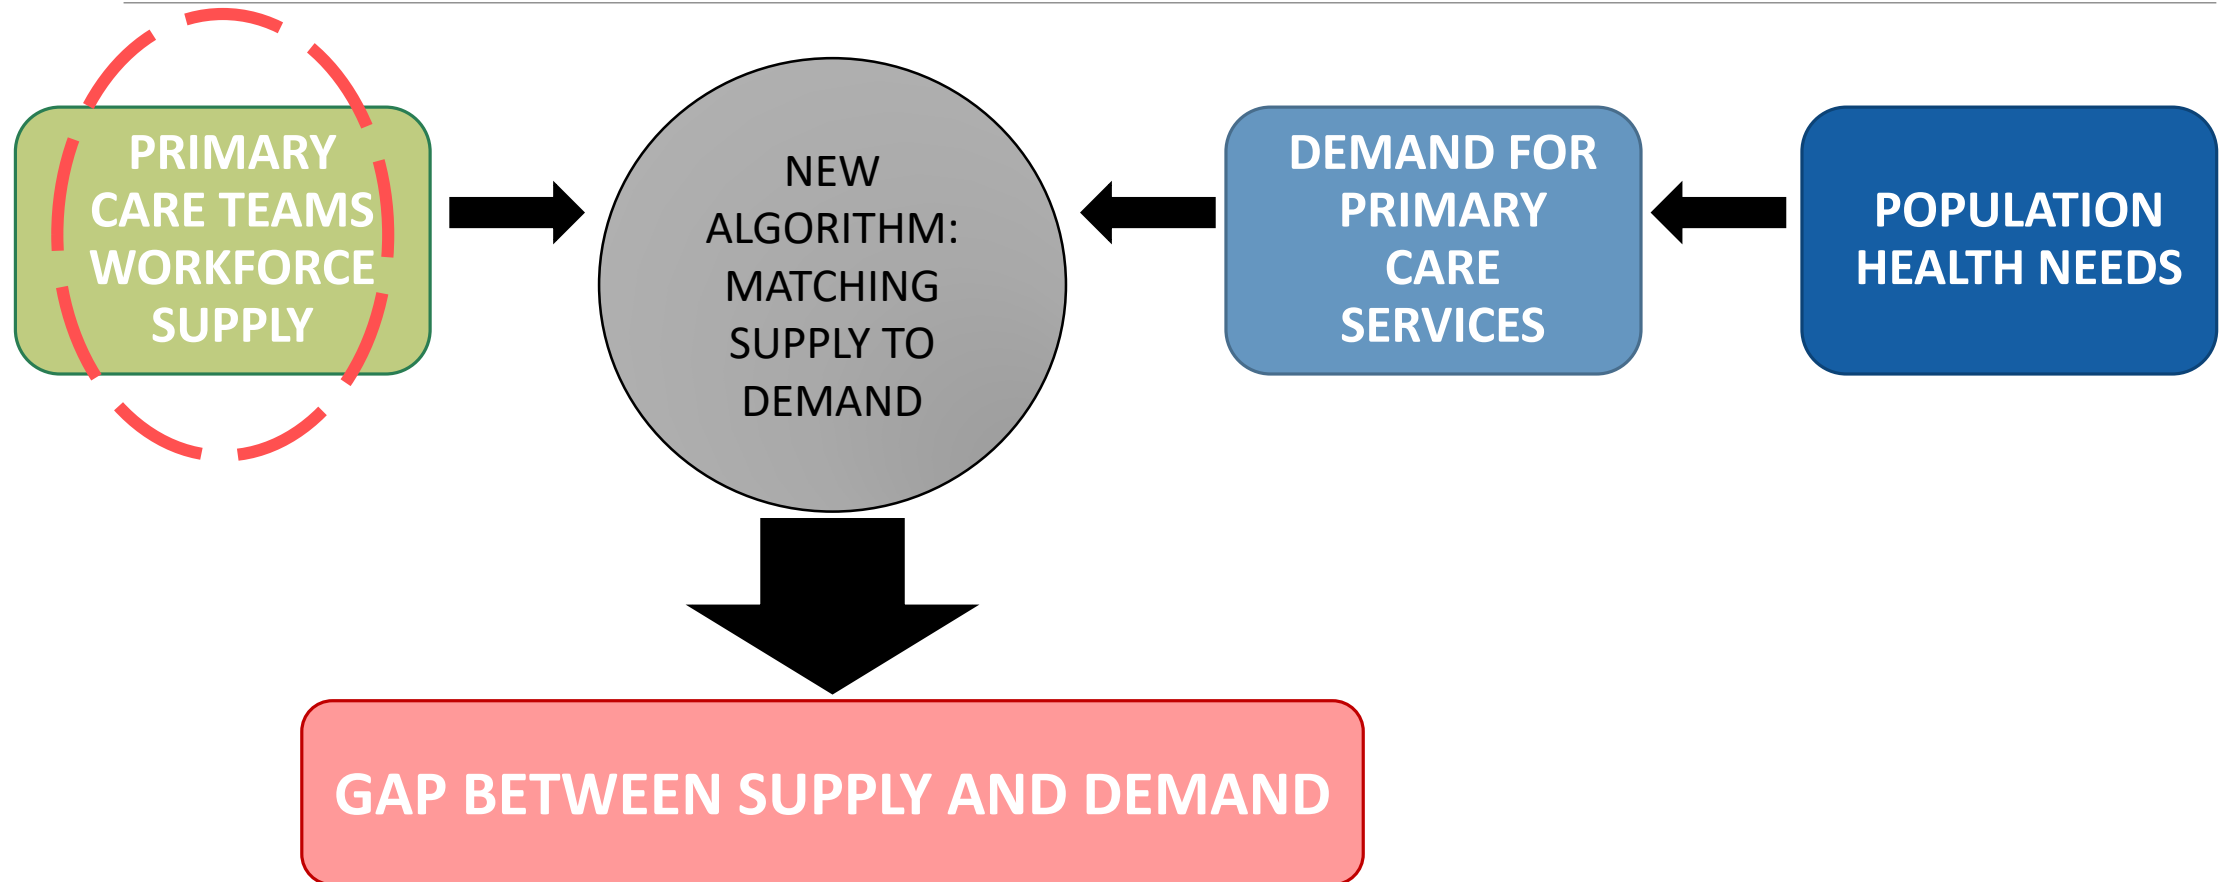 PRIMARY
CARE TEAMS
WORKFORCE
SUPPLY
NEW
ALGORITHM:
MATCHING
SUPPLY TO
DEMAND
DEMAND FOR
PRIMARY
CARE
SERVICES
POPULATION
HEALTH NEEDS
GAP BETWEEN SUPPLY AND DEMAND